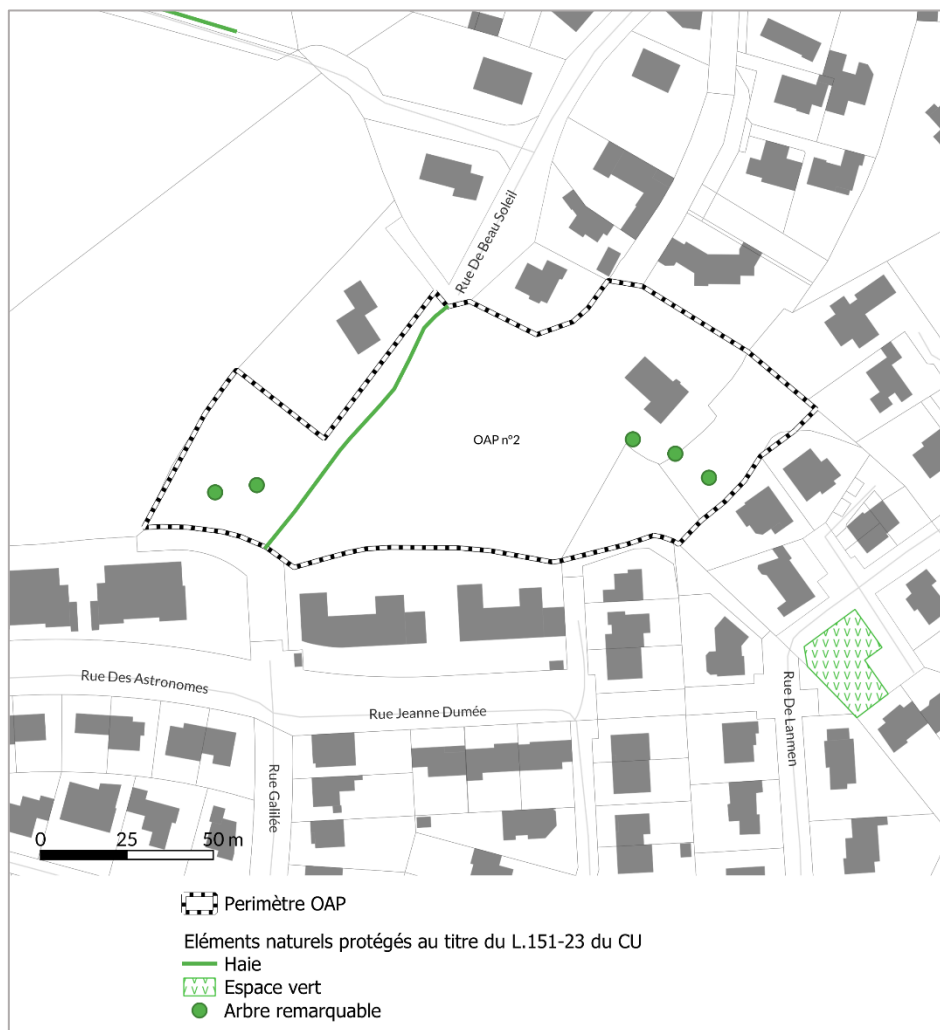 Rue De Beau Soleil
OAP n°2
Rue Des Astronomes
Rue Jeanne Dumée
Rue De Lanmen
Rue Galilée
0 25 50 m
Perimètre OAP
Eléments naturels protégés au titre du L.151-23 du CU
Haie
Espace vert
Arbre remarquable